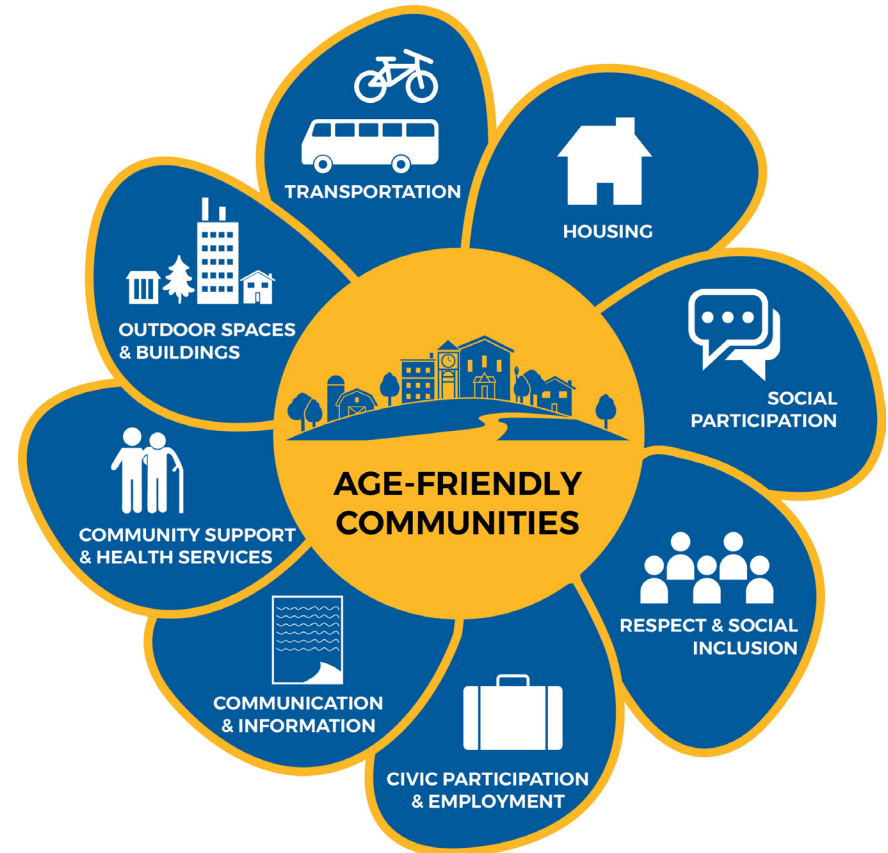 TRANSPORTATION
HOUSING
SOCIAL
PARTICIPATION
RESPECT & SOCIAL
INCLUSION
CIVIC PARTICIPATION
& EMPLOYMENT
COMMUNICATION
& INFORMATION
COMMUNITY SUPPORT
& HEALTH SERVICES
OUTDOOR SPACES
& BUILDINGS
AGE-FRIENDLY
COMMUNITIES